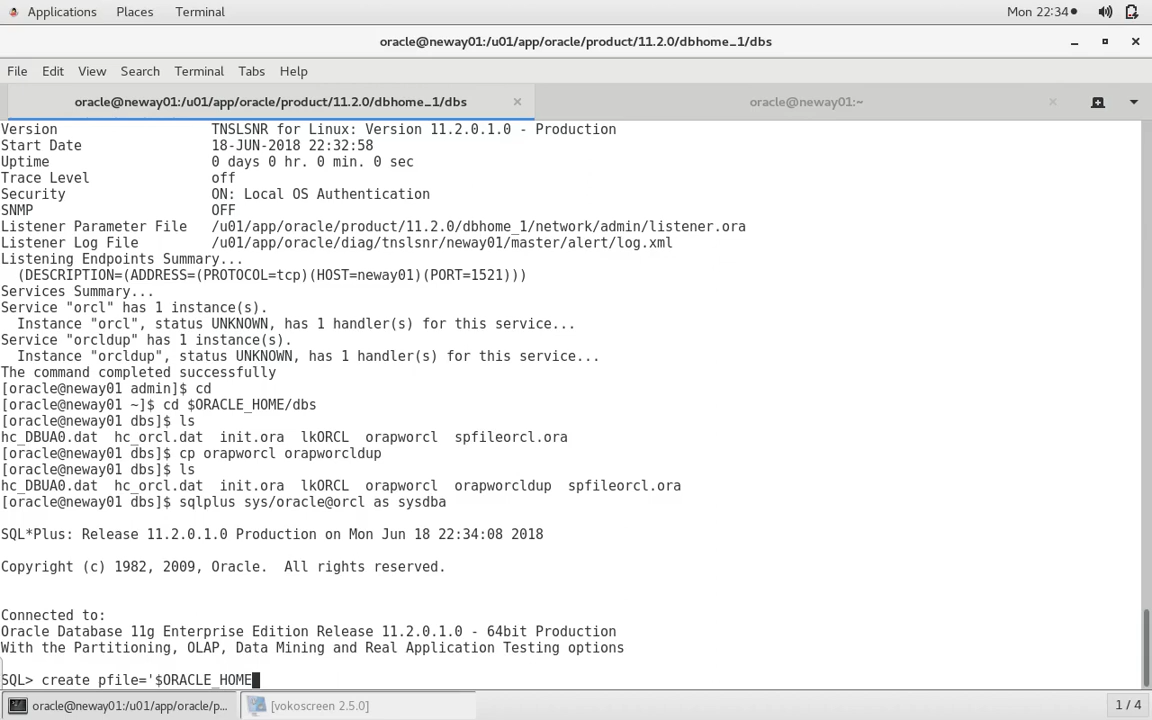 Applications Places Terminal Mon 22:34
oracle@neway01:/u01/app/oracle/product/11.2.0/dbhome_1/dbs
File Edit View Search Terminal Tabs Help
oracle@neway01:/u01/app/oracle/product/11.2.0/dbhome_1/dbs oracle@neway01:~
Version                   TNSLSNR for Linux: Version 11.2.0.1.0 - Production
Start Date                18-JUN-2018 22:32:58
Uptime                    0 days 0 hr. 0 min. 0 sec
Trace Level               off
Security                  ON: Local OS Authentication
SNMP                      OFF
Listener Parameter File   /u01/app/oracle/product/11.2.0/dbhome_1/network/admin/listener.ora
Listener Log File         /u01/app/oracle/diag/tnslsnr/neway01/master/alert/log.xml
Listening Endpoints Summary...
  (DESCRIPTION=(ADDRESS=(PROTOCOL=tcp)(HOST=neway01)(PORT=1521)))
Services Summary...
Service "orcl" has 1 instance(s).
  Instance "orcl", status UNKNOWN, has 1 handler(s) for this service...
Service "orcldup" has 1 instance(s).
  Instance "orcldup", status UNKNOWN, has 1 handler(s) for this service...
The command completed successfully
[oracle@neway01 admin]$ cd
[oracle@neway01 ~]$ cd $ORACLE_HOME/dbs
[oracle@neway01 dbs]$ ls
hc_DBUA0.dat  hc_orcl.dat  init.ora  lkORCL  orapworcl  spfileorcl.ora
[oracle@neway01 dbs]$ cp orapworcl orapworcldup
[oracle@neway01 dbs]$ ls
hc_DBUA0.dat  hc_orcl.dat  init.ora  lkORCL  orapworcl  orapworcldup  spfileorcl.ora
[oracle@neway01 dbs]$ sqlplus sys/oracle@orcl as sysdba
SQL*Plus: Release 11.2.0.1.0 Production on Mon Jun 18 22:34:08 2018
Copyright (c) 1982, 2009, Oracle.  All rights reserved.
Connected to:
Oracle Database 11g Enterprise Edition Release 11.2.0.1.0 - 64bit Production
With the Partitioning, OLAP, Data Mining and Real Application Testing options
SQL> create pfile='$ORACLE_HOME
oracle@neway01:/u01/app/oracle/p... [vokoscreen 2.5.0] 1 / 4